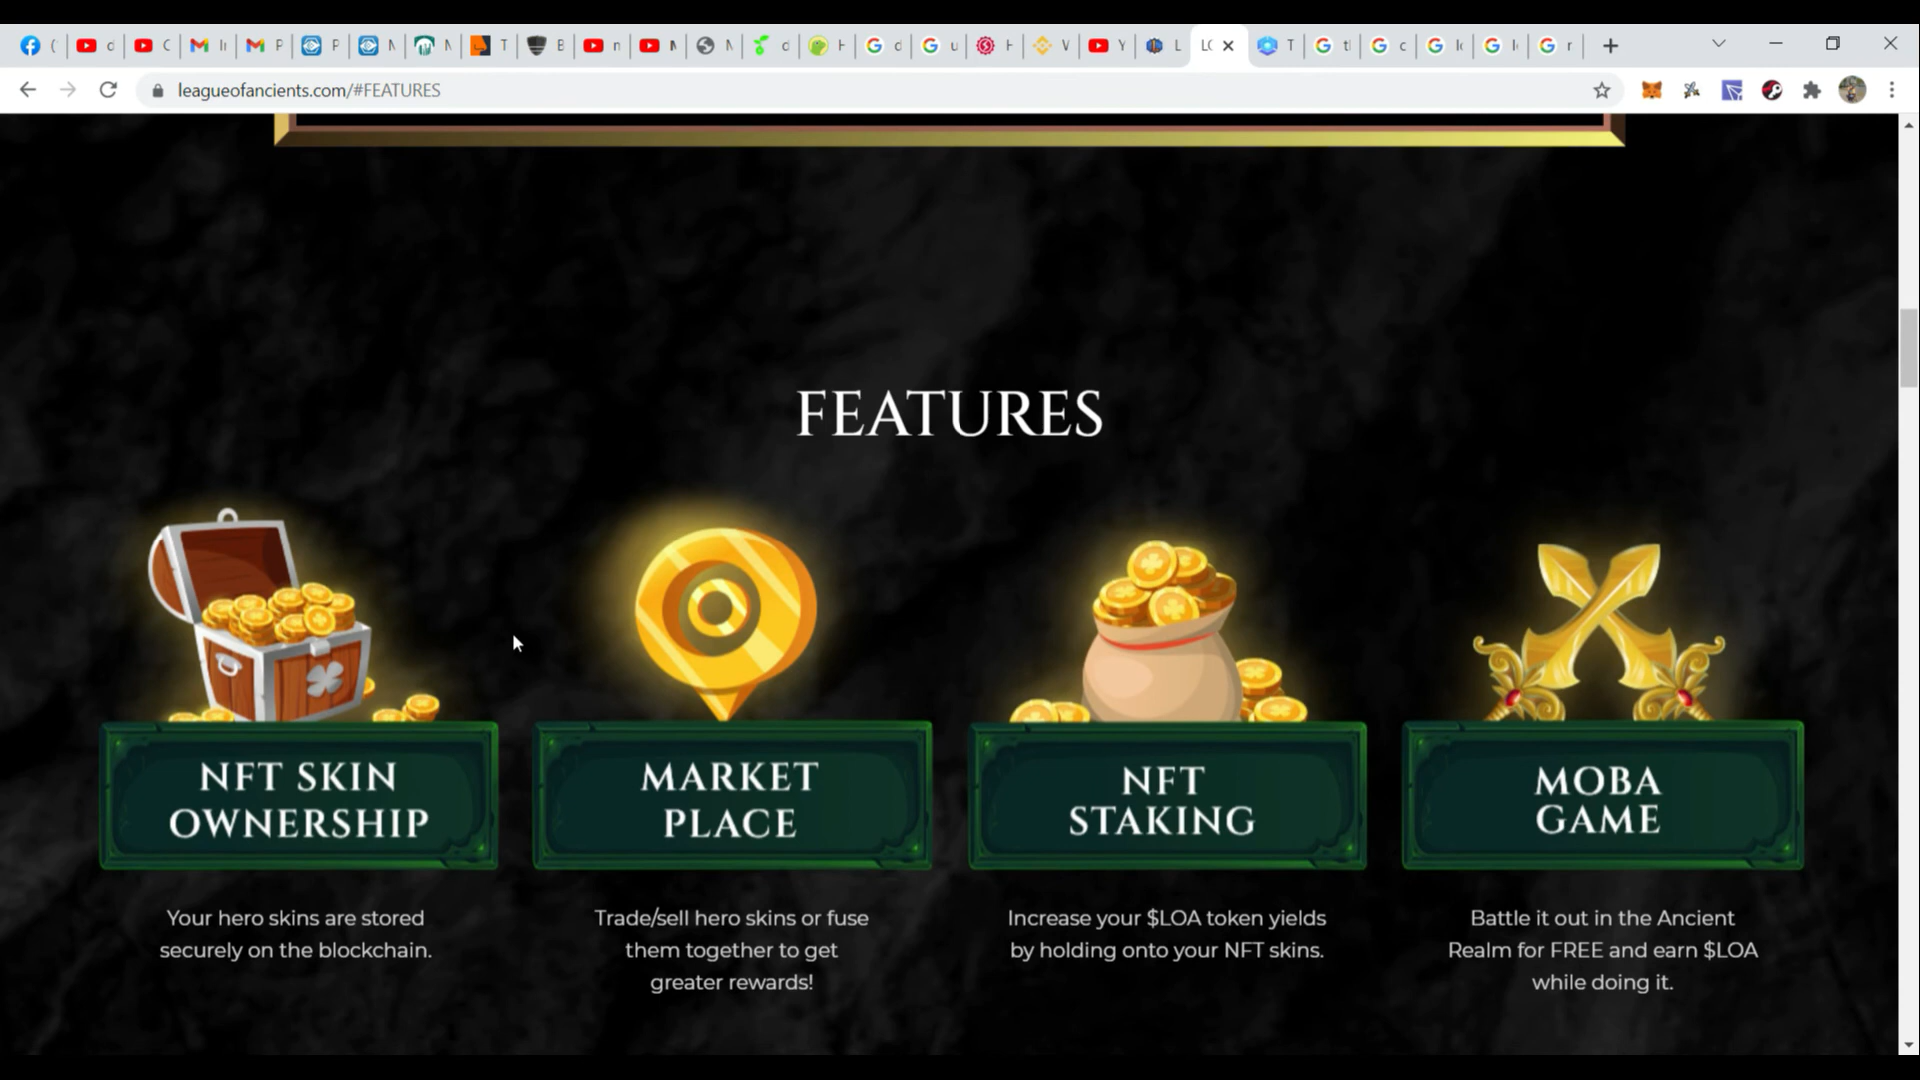 leagueofancients.com/#FEATURES
FEATURES
NFT SKIN
OWNERSHIP
MARKET
PLACE
NFT
STAKING
MOBA
GAME
Your hero skins are stored
securely on the blockchain.
Trade/sell hero skins or fuse
them together to get
greater rewards!
Increase your $LOA token yields
by holding onto your NFT skins.
Battle it out in the Ancient
Realm for FREE and earn $LOA
while doing it.